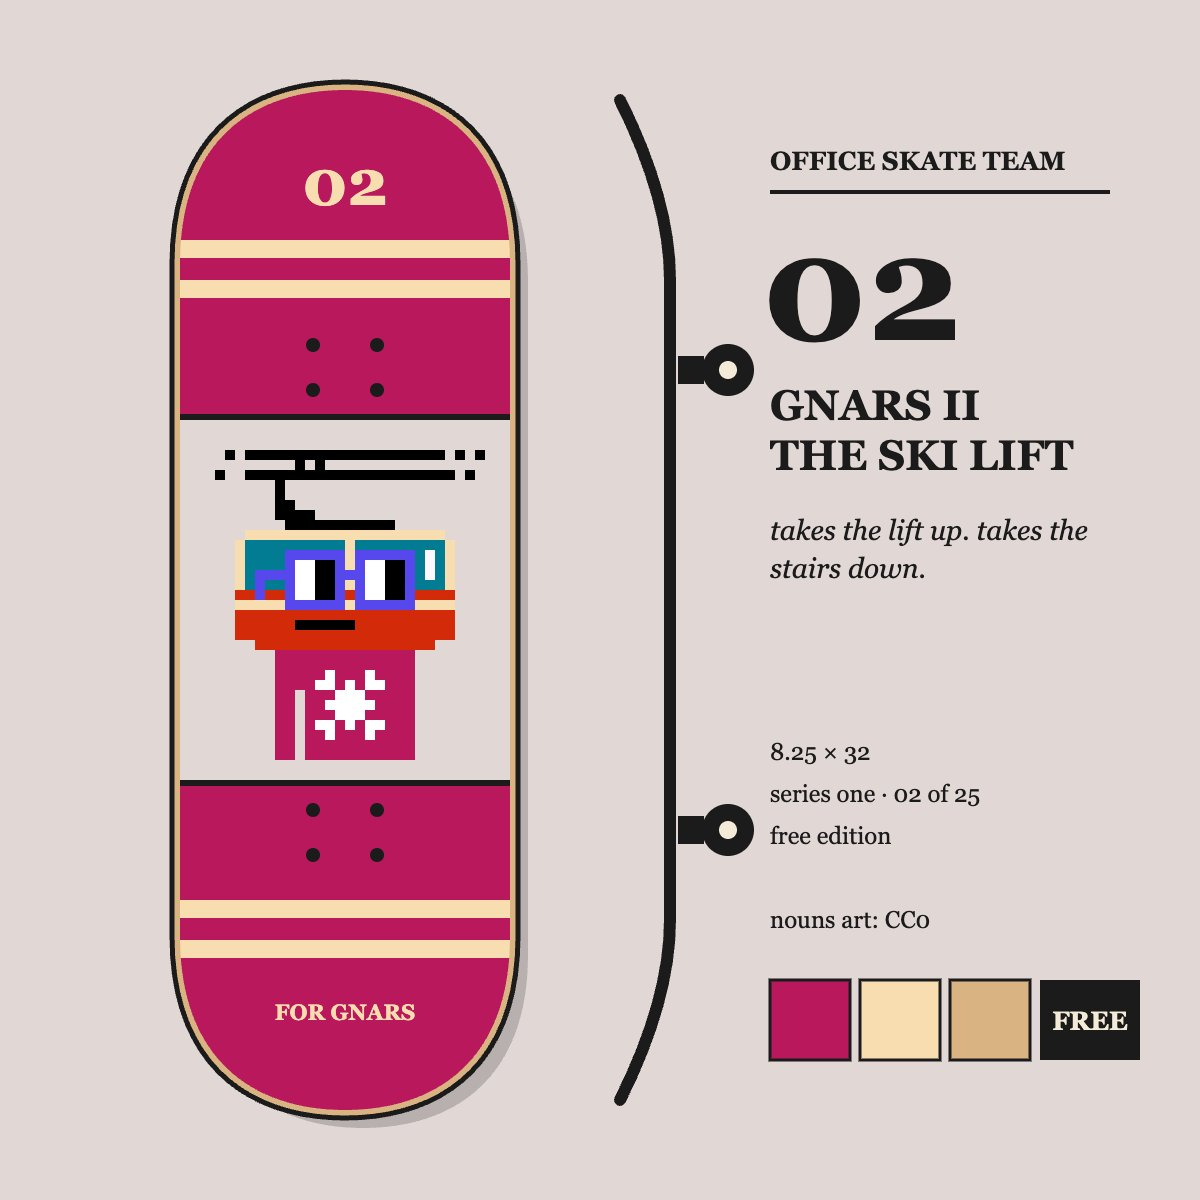 02
FOR GNARS
OFFICE SKATE TEAM
02
GNARS II
THE SKI LIFT
takes the lift up. takes the
stairs down.
8.25 × 32
series one · 02 of 25
free edition
nouns art: CC0
FREE